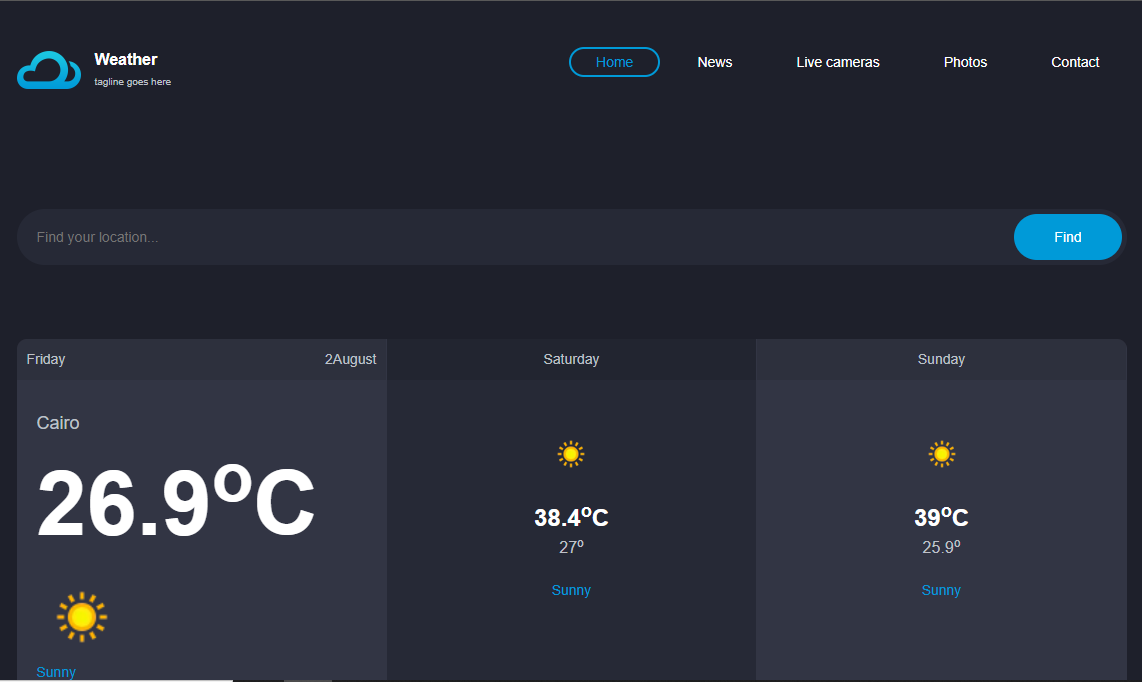 Weather
tagline goes here
Home News Live cameras Photos Contact
Find your location...
Find
Friday 2August
Cairo
26.9°C
Sunny
Saturday
38.4°C
27°
Sunny
Sunday
39°C
25.9°
Sunny